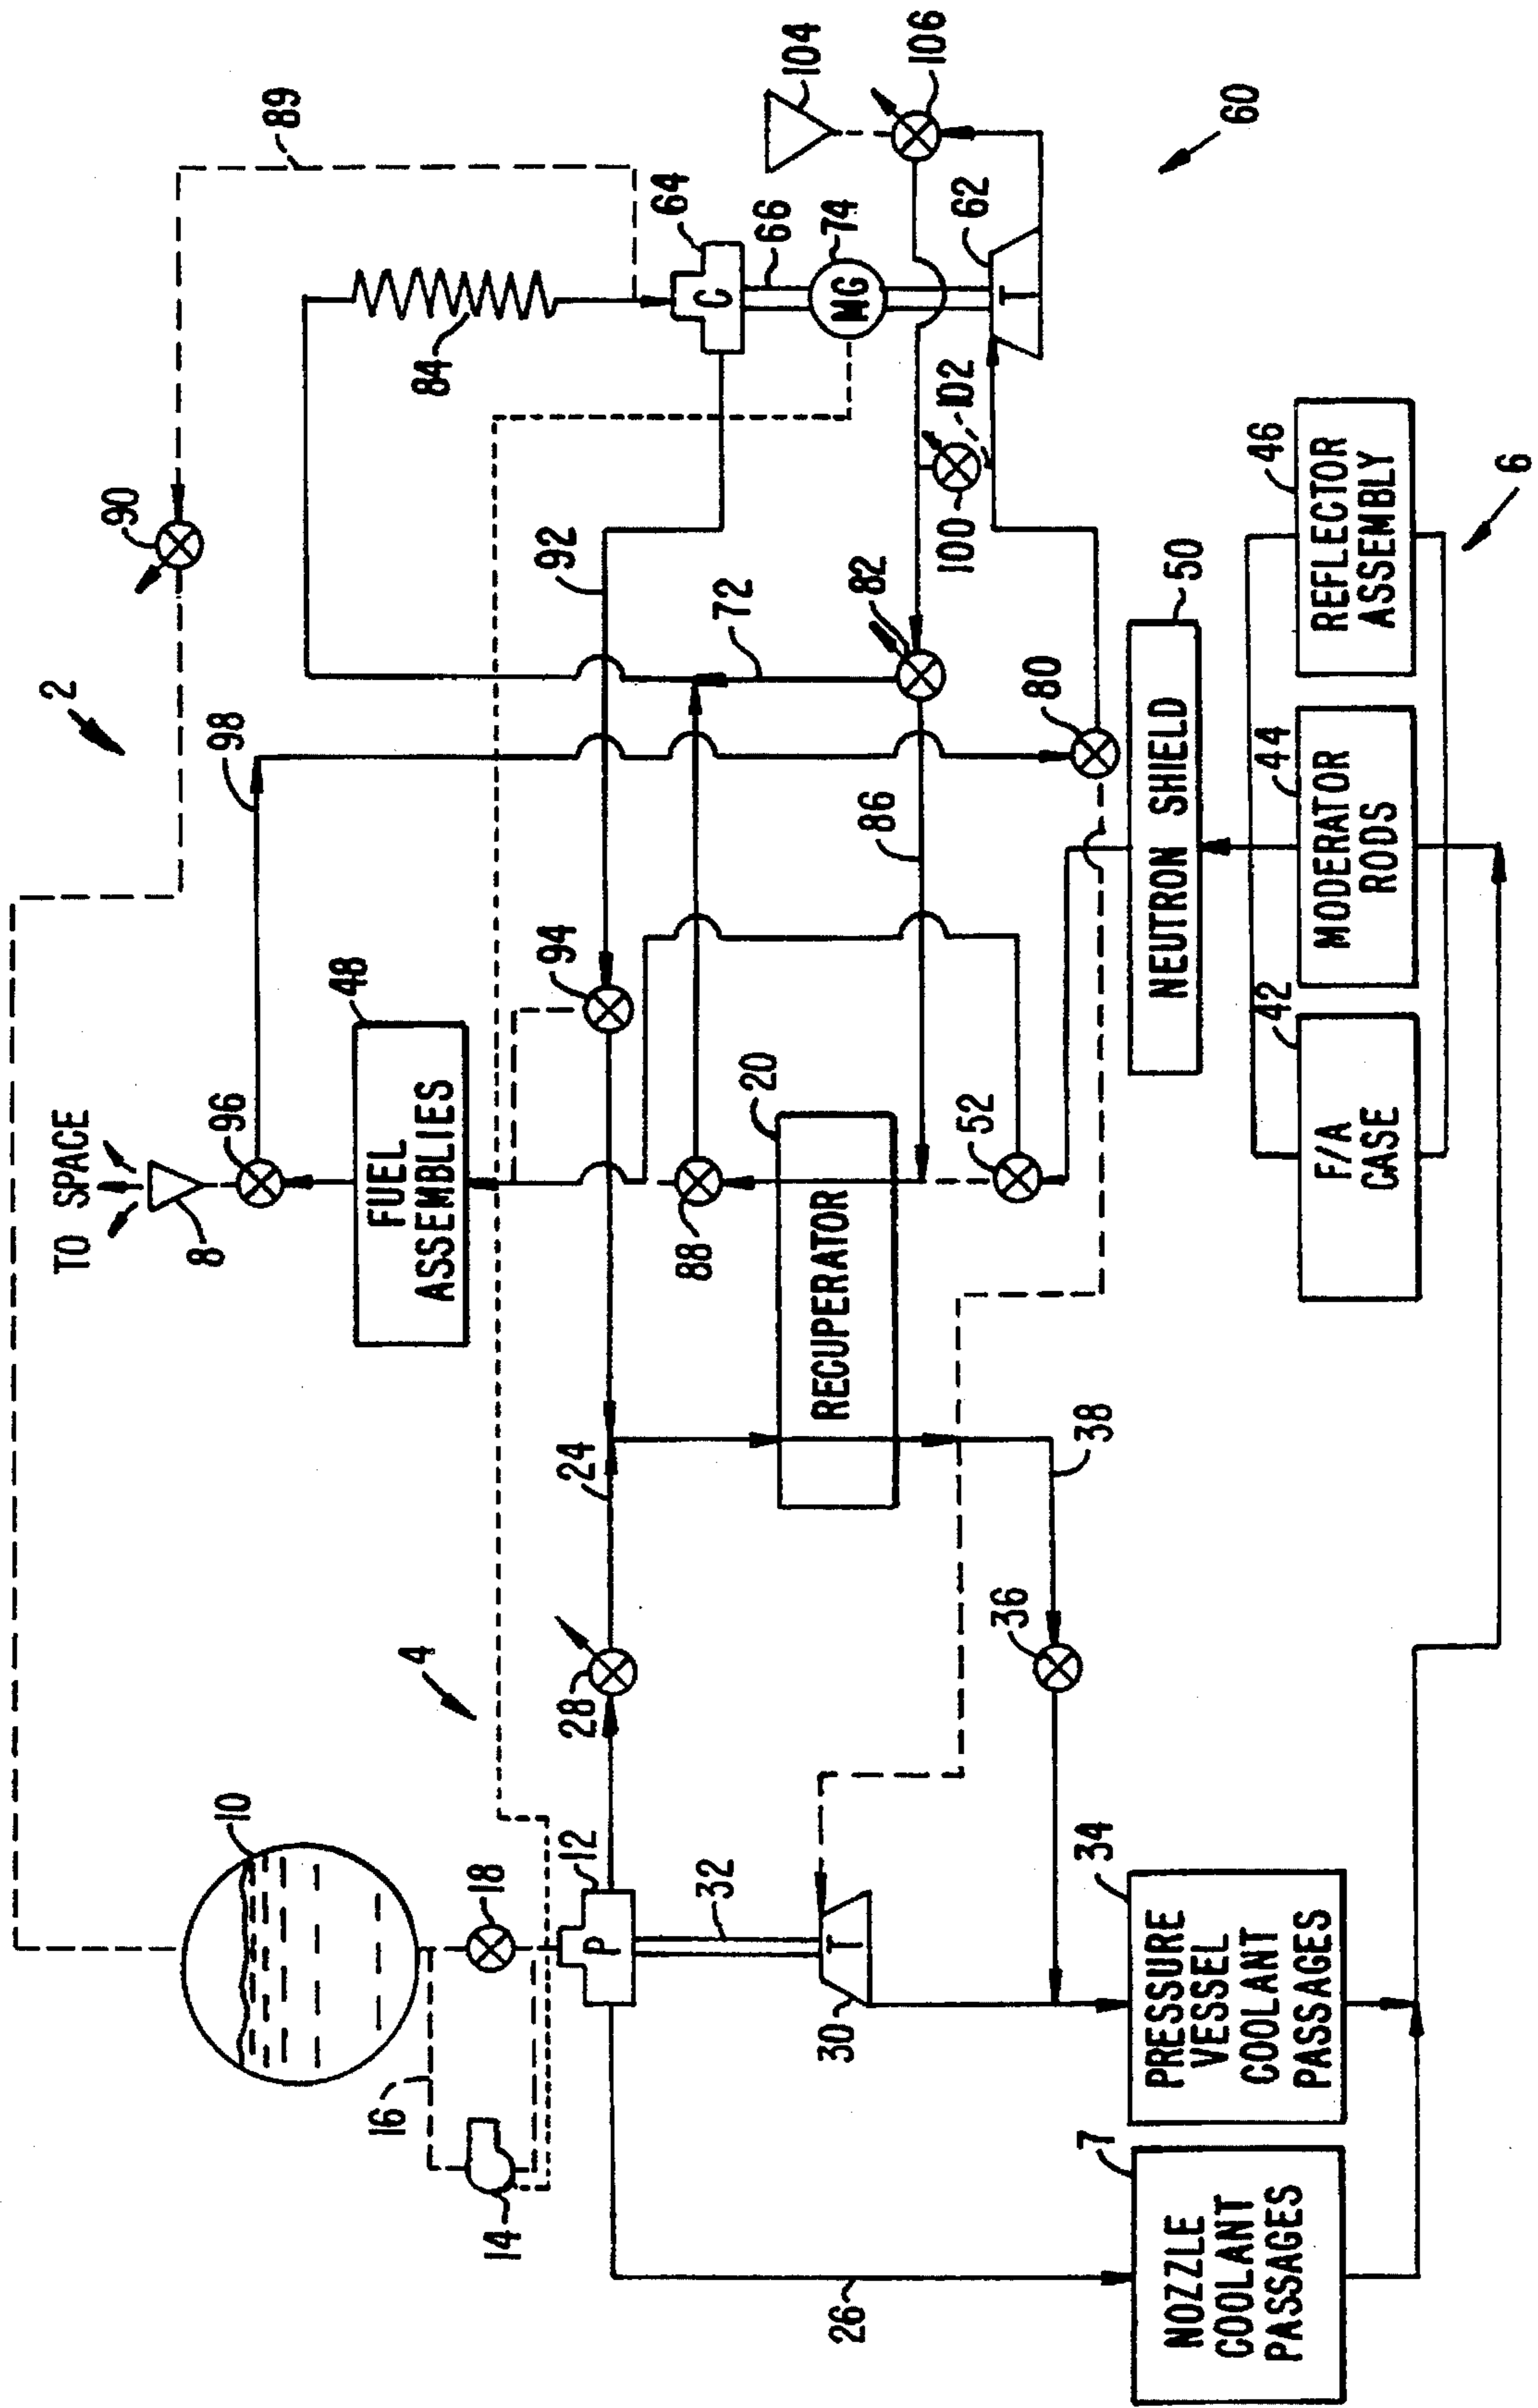 2
89
90
TO SPACE
8
96
98
48
FUEL
ASSEMBLIES
84
64
C
66
74
MG
104
106
60
62
T
92
94
4
10
18
16
14
12
P
32
30
T
28
24
20
RECUPERATOR
88
72
82
86
100
102
52
80
38
36
26
7
NOZZLE
COOLANT
PASSAGES
34
PRESSURE
VESSEL
COOLANT
PASSAGES
50
NEUTRON SHIELD
42
F/A
CASE
44
MODERATOR
RODS
46
REFLECTOR
ASSEMBLY
6